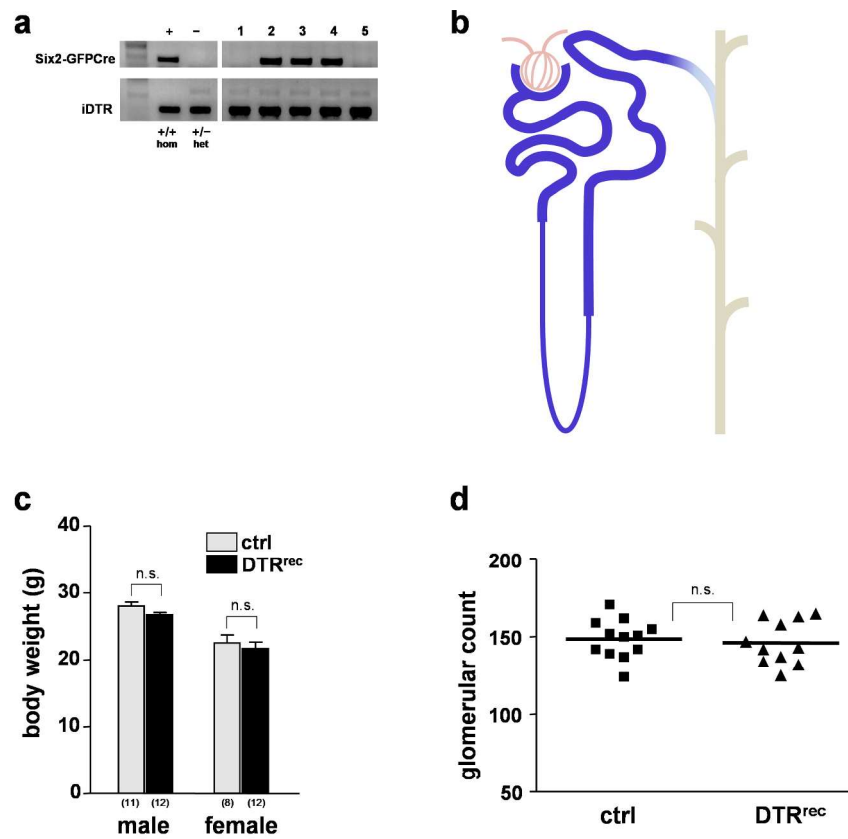 a
+ − 1 2 3 4 5
Six2-GFPCre
iDTR
+/+ +/−
hom het
b
c
body weight (g)
40
30
20
10
0
ctrl
DTRrec
n.s.
n.s.
(11) (12) (8) (12)
male female
d
glomerular count
200
150
100
50
n.s.
ctrl DTRrec